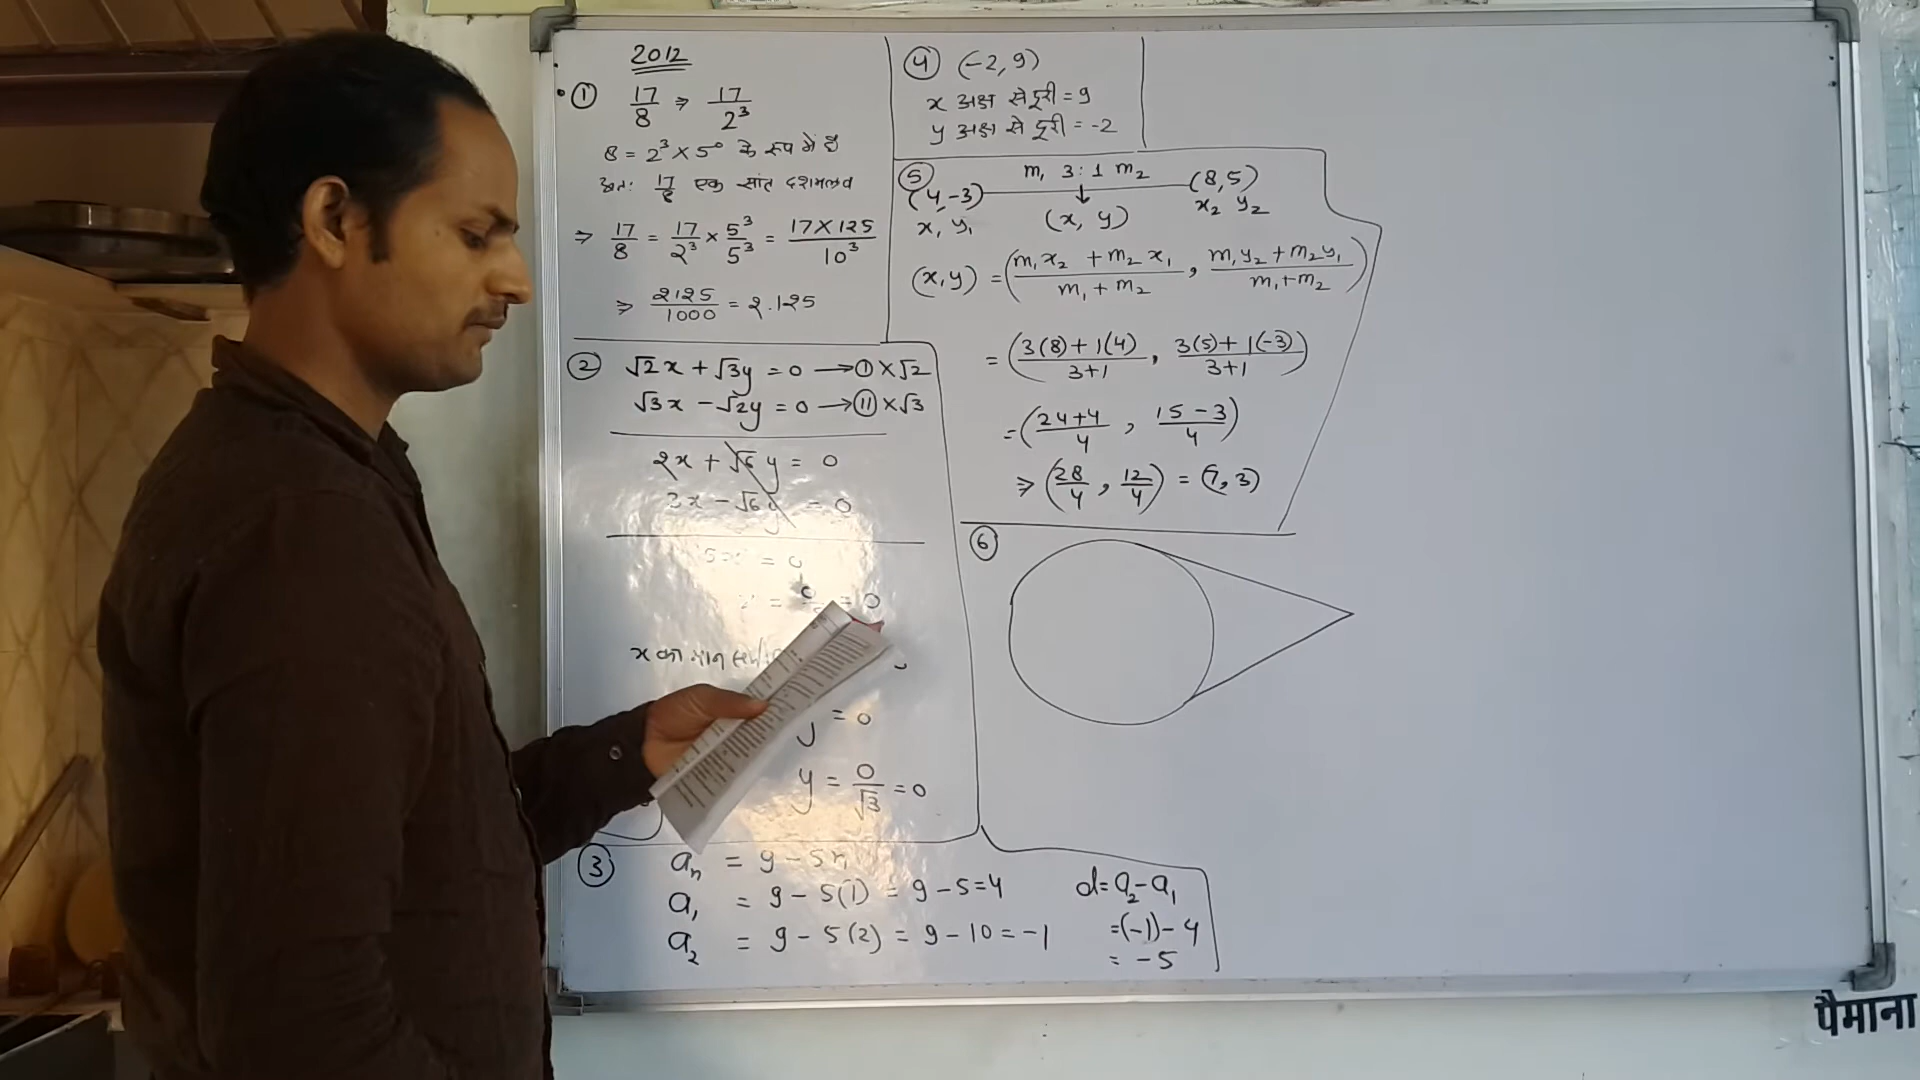 2012
① 17/8 ⇒ 17/2³
8 = 2³ × 5⁰ के रूप में है
अतः 17/8 एक सांत दशमलव
⇒ 17/8 = 17/2³ × 5³/5³ = 17×125/10³
⇒ 2125/1000 = 2.125
② √2x + √3y = 0 → ① × √2
√3x − √2y = 0 → ⑪ × √3
2x + √6y = 0
3x − √6y = 0
5x = 0
= 0
x का मान
y = 0
y = 0/√3 = 0
③ aₙ = 9 − 5n
a₁ = 9 − 5(1) = 9 − 5 = 4
a₂ = 9 − 5(2) = 9 − 10 = −1
d = a₂ − a₁
= (−1) − 4
= −5
④ (−2, 9)
x अक्ष से दूरी = 9
y अक्ष से दूरी = −2
⑤ m₁ 3 : 1 m₂
(4, −3) (8, 5)
x₁ y₁ (x, y) x₂ y₂
(x, y) = (m₁x₂ + m₂x₁/m₁ + m₂, m₁y₂ + m₂y₁/m₁ + m₂)
= (3(8) + 1(4)/3+1, 3(5) + 1(−3)/3+1)
= (24+4/4, 15−3/4)
⇒ (28/4, 12/4) = (7, 3)
⑥
पैमाना